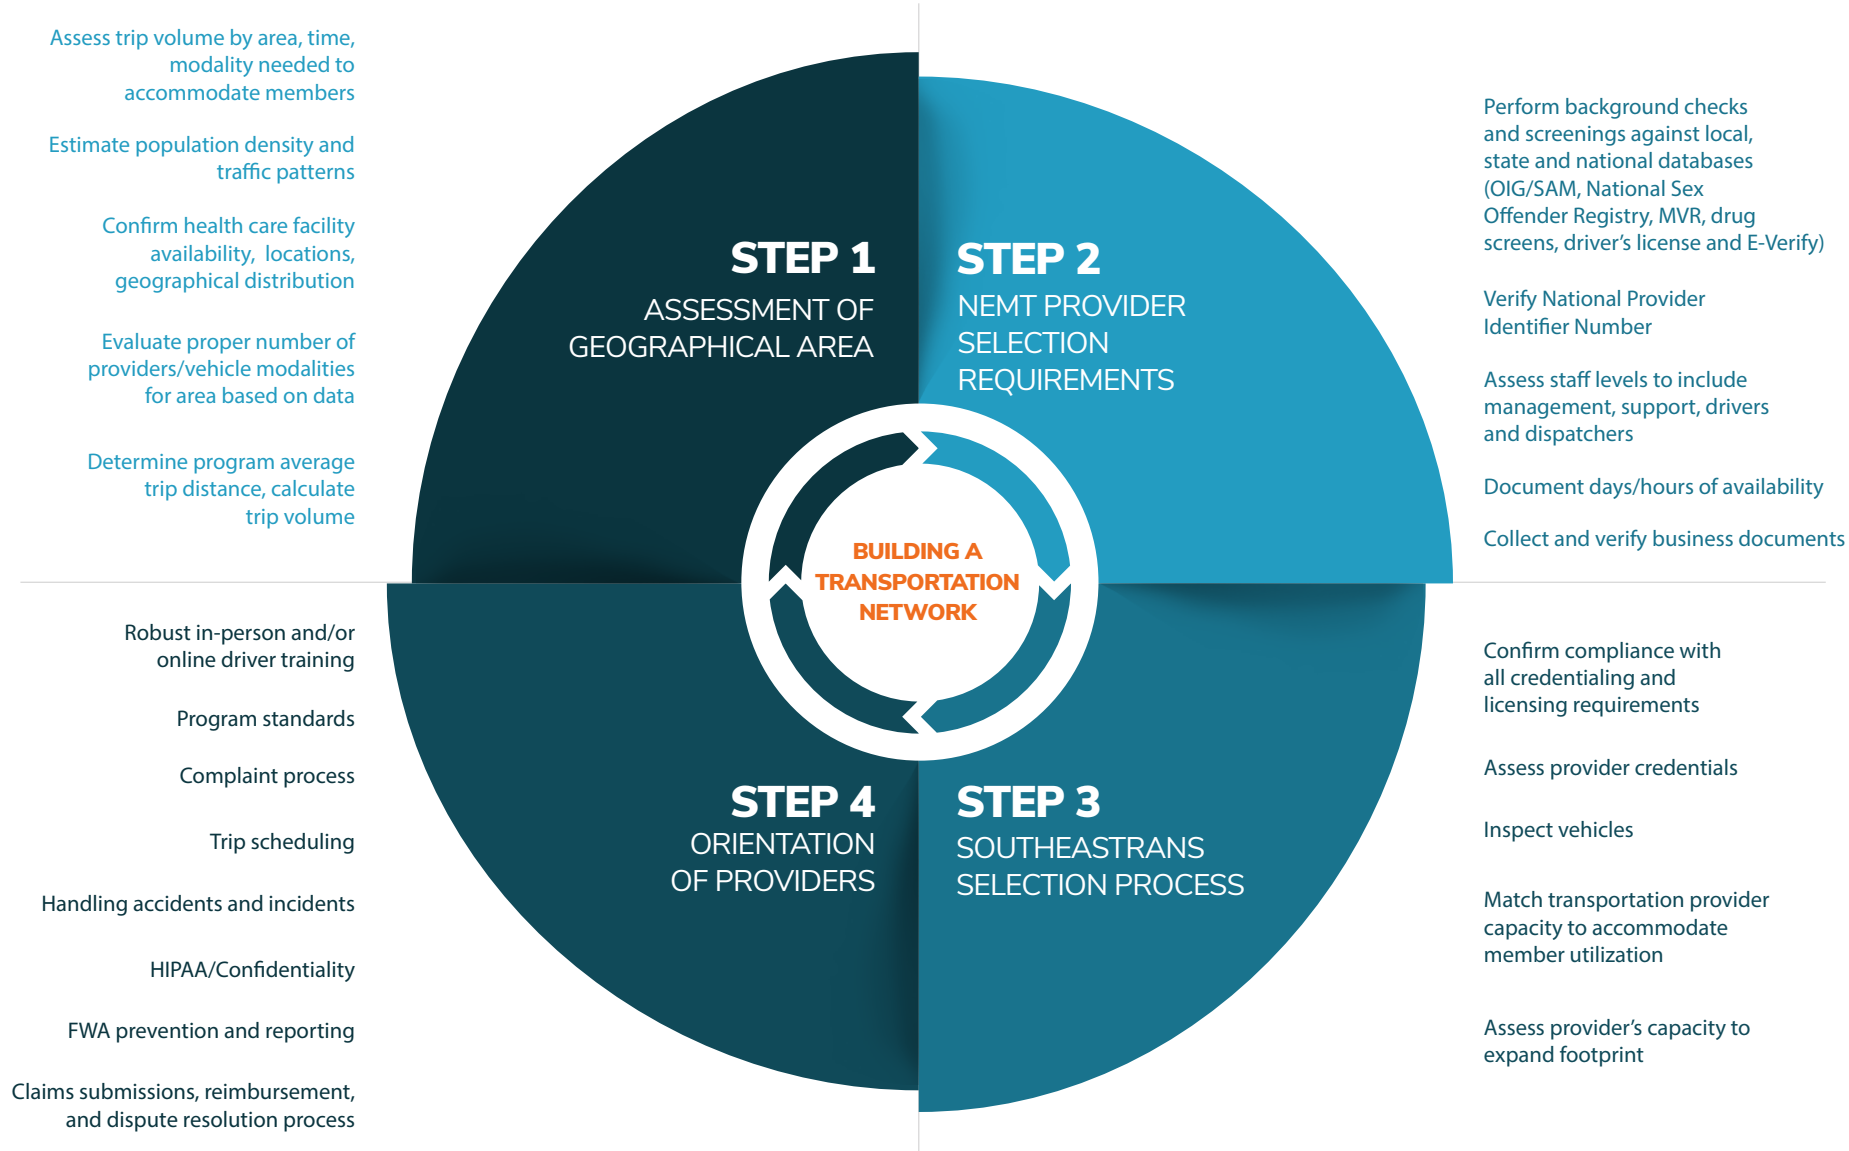 Assess trip volume by area, time,
modality needed to
accommodate members
Estimate population density and
traffic patterns
Confirm health care facility
availability, locations,
geographical distribution
Evaluate proper number of
providers/vehicle modalities
for area based on data
Determine program average
trip distance, calculate
trip volume
STEP 1
ASSESSMENT OF
GEOGRAPHICAL AREA
STEP 2
NEMT PROVIDER
SELECTION
REQUIREMENTS
Perform background checks
and screenings against local,
state and national databases
(OIG/SAM, National Sex
Offender Registry, MVR, drug
screens, driver’s license and E-Verify)
Verify National Provider
Identifier Number
Assess staff levels to include
management, support, drivers
and dispatchers
Document days/hours of availability
Collect and verify business documents
BUILDING A
TRANSPORTATION
NETWORK
STEP 3
SOUTHEASTRANS
SELECTION PROCESS
Confirm compliance with
all credentialing and
licensing requirements
Assess provider credentials
Inspect vehicles
Match transportation provider
capacity to accommodate
member utilization
Assess provider’s capacity to
expand footprint
STEP 4
ORIENTATION
OF PROVIDERS
Robust in-person and/or
online driver training
Program standards
Complaint process
Trip scheduling
Handling accidents and incidents
HIPAA/Confidentiality
FWA prevention and reporting
Claims submissions, reimbursement,
and dispute resolution process